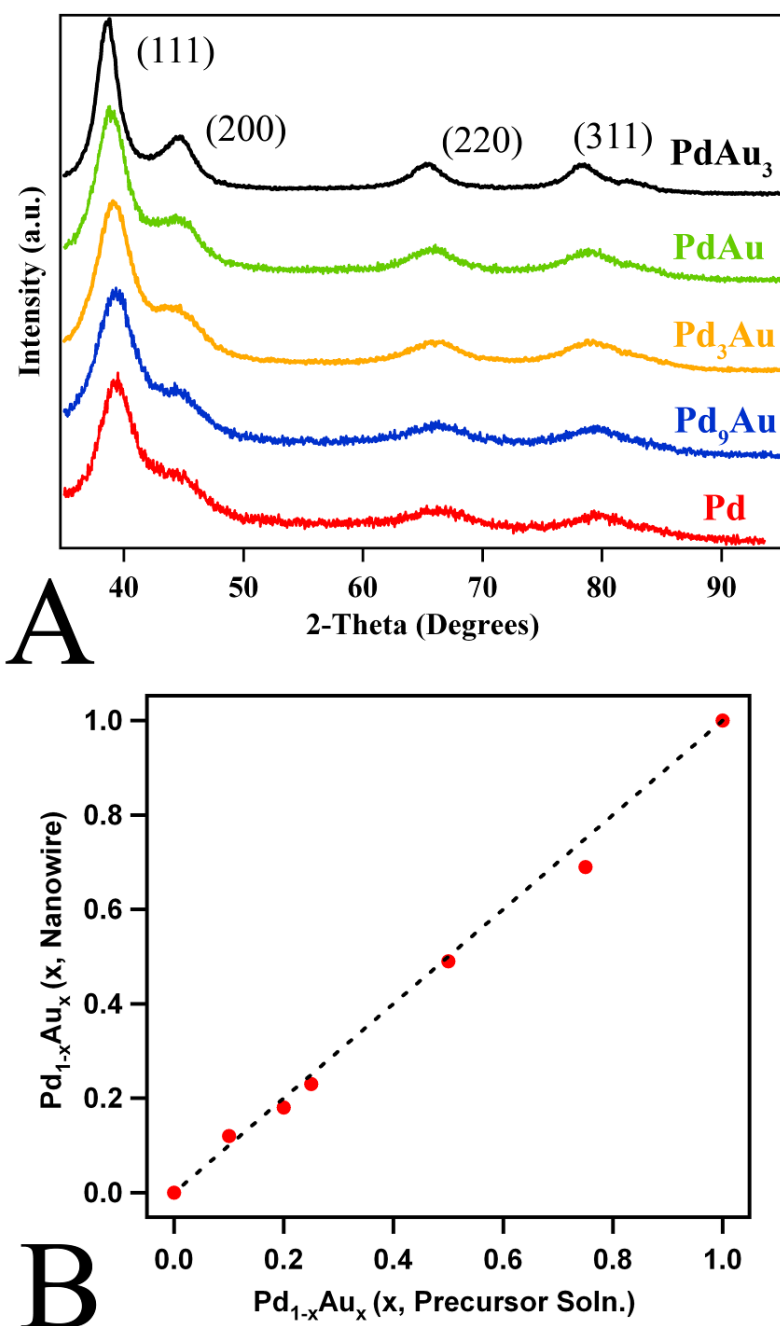 (111)
(200)
(220)
(311)
PdAu₃
PdAu
Pd₃Au
Pd₉Au
Pd
Intensity (a.u.)
40 50 60 70 80 90
2-Theta (Degrees)
A
1.0
0.8
0.6
0.4
0.2
0.0
Pd₁₋ₓAuₓ (x, Nanowire)
0.0 0.2 0.4 0.6 0.8 1.0
Pd₁₋ₓAuₓ (x, Precursor Soln.)
B